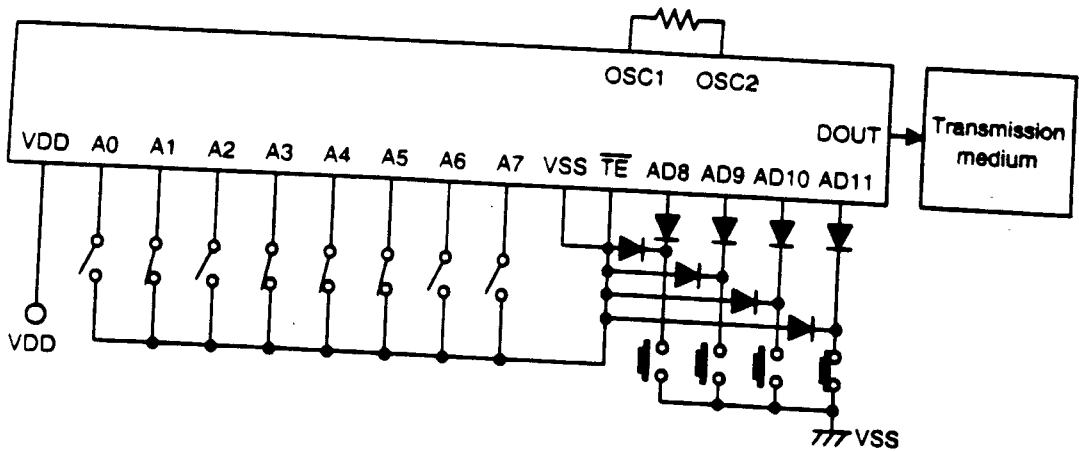 OSC1 OSC2
DOUT
Transmission
medium
VDD A0 A1 A2 A3 A4 A5 A6 A7 VSS T̅E̅ AD8 AD9 AD10 AD11
VDD
VSS